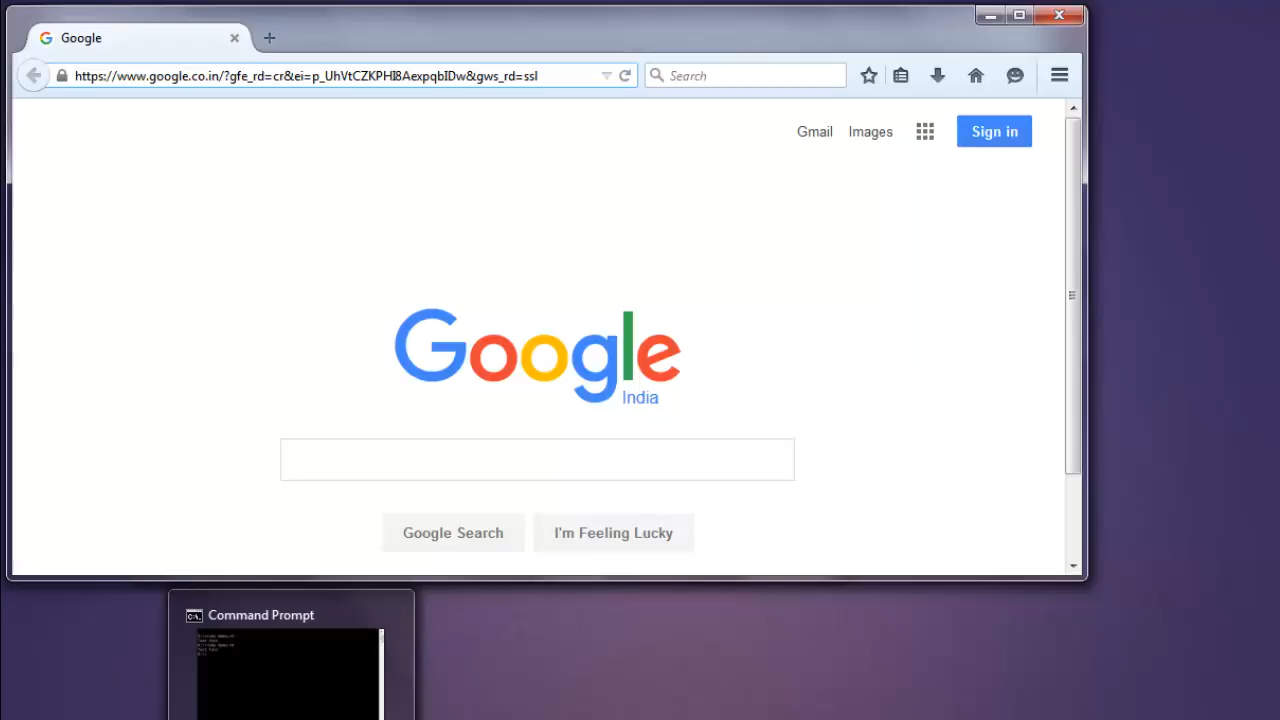 Google
https://www.google.co.in/?gfe_rd=cr&ei=p_UhVtCZKPHI8AexpqbIDw&gws_rd=ssl
Search
Gmail Images Sign in
Google
India
Google Search I'm Feeling Lucky
C:\. Command Prompt